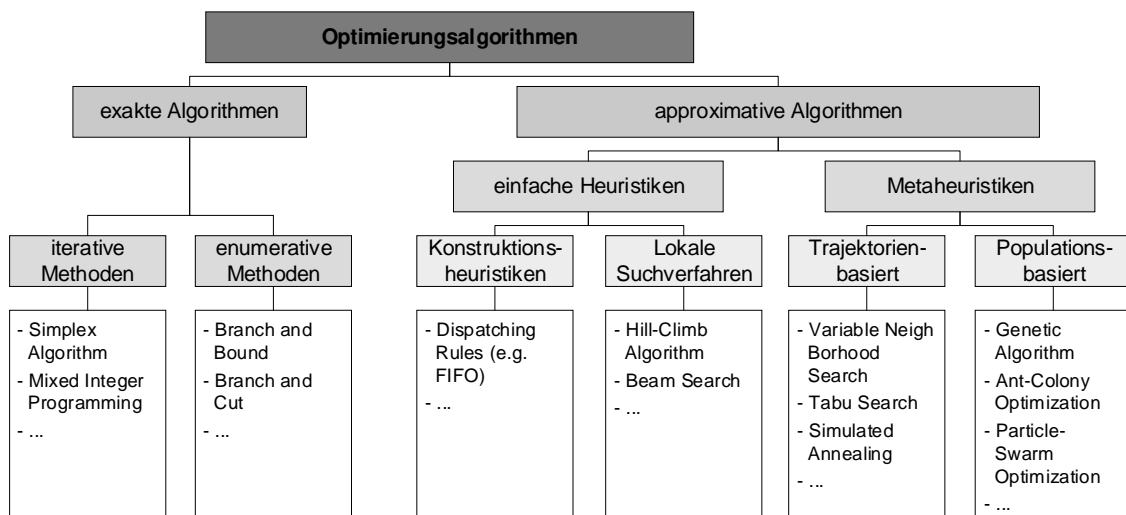 Optimierungsalgorithmen
exakte Algorithmen
approximative Algorithmen
einfache Heuristiken
Metaheuristiken
iterative
Methoden
enumerative
Methoden
Konstruktions-
heuristiken
Lokale
Suchverfahren
Trajektorien-
basiert
Populations-
basiert
- Simplex
Algorithm
- Mixed Integer
Programming
- ...
- Branch and
Bound
- Branch and
Cut
- ...
- Dispatching
Rules (e.g.
FIFO)
- ...
- Hill-Climb
Algorithm
- Beam Search
- ...
- Variable Neigh
Borhood
Search
- Tabu Search
- Simulated
Annealing
- ...
- Genetic
Algorithm
- Ant-Colony
Optimization
- Particle-
Swarm
Optimization
- ...